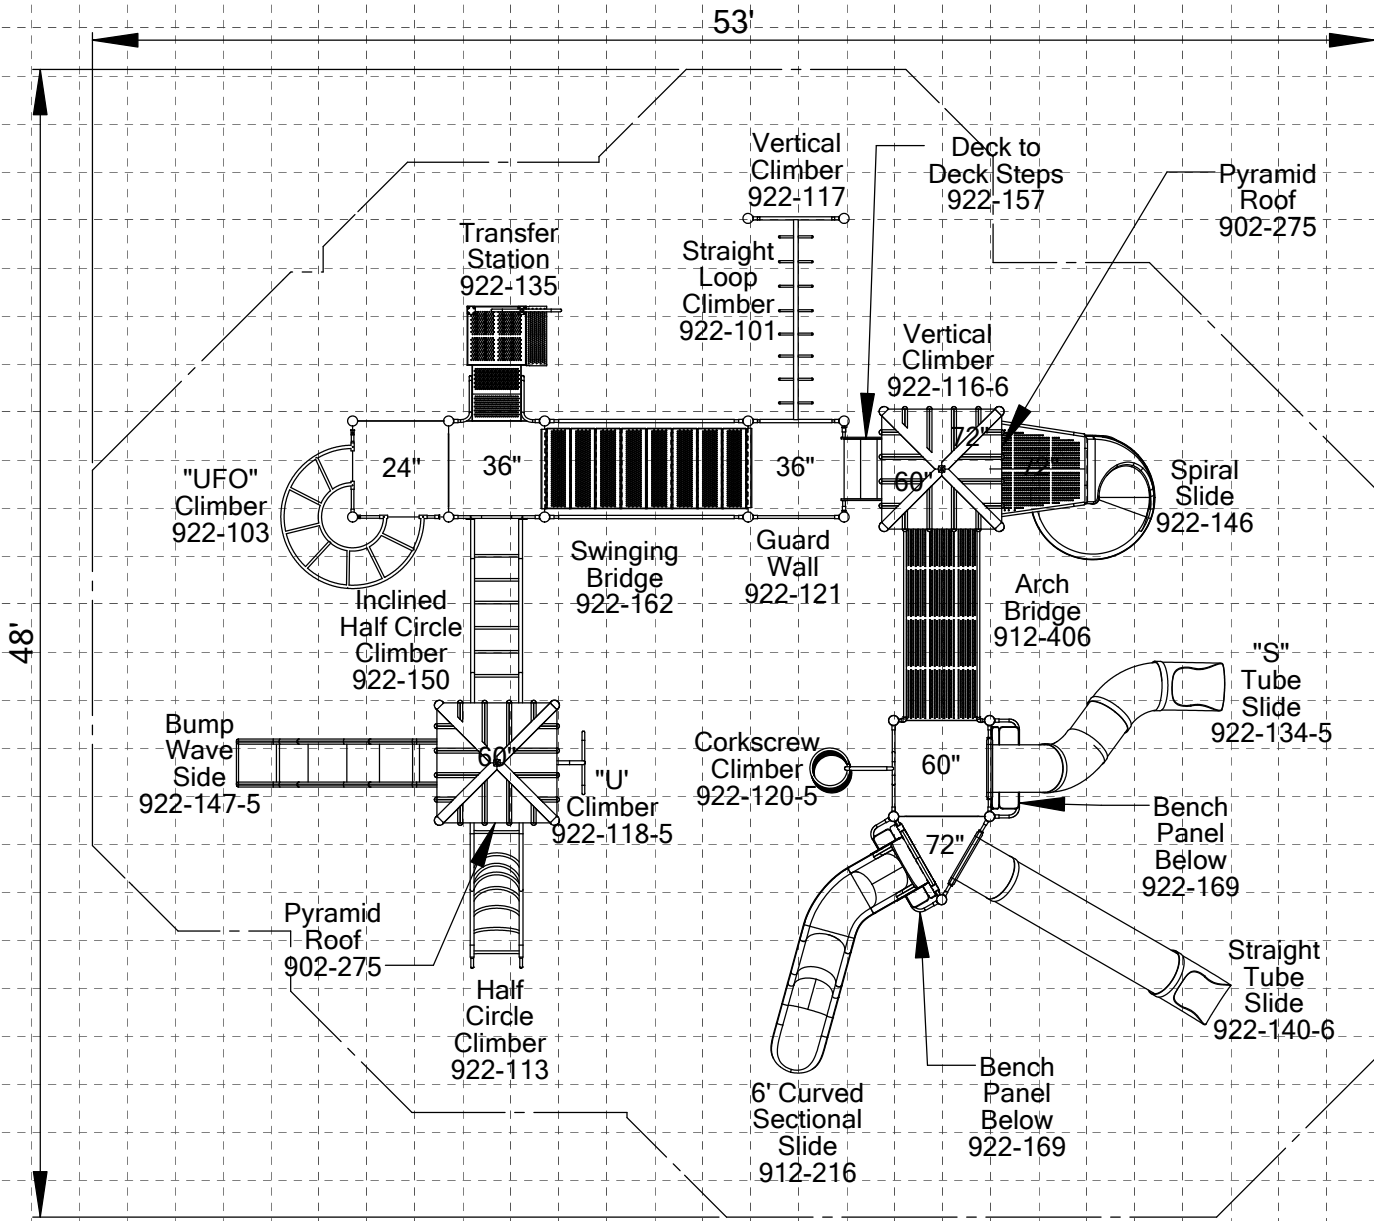 53'
48'
Vertical
Climber
922-117
Deck to
Deck Steps
922-157
Pyramid
Roof
902-275
Transfer
Station
922-135
Straight
Loop
Climber
922-101
Vertical
Climber
922-116-6
"UFO"
Climber
922-103
24"
36"
36"
60"
72"
72"
Spiral
Slide
922-146
Swinging
Bridge
922-162
Guard
Wall
922-121
Arch
Bridge
912-406
Inclined
Half Circle
Climber
922-150
"S"
Tube
Slide
922-134-5
Bump
Wave
Side
922-147-5
60"
"U'
Climber
922-118-5
Corkscrew
Climber
922-120-5
60"
72"
Bench
Panel
Below
922-169
Pyramid
Roof
902-275
Straight
Tube
Slide
922-140-6
Half
Circle
Climber
922-113
6' Curved
Sectional
Slide
912-216
Bench
Panel
Below
922-169